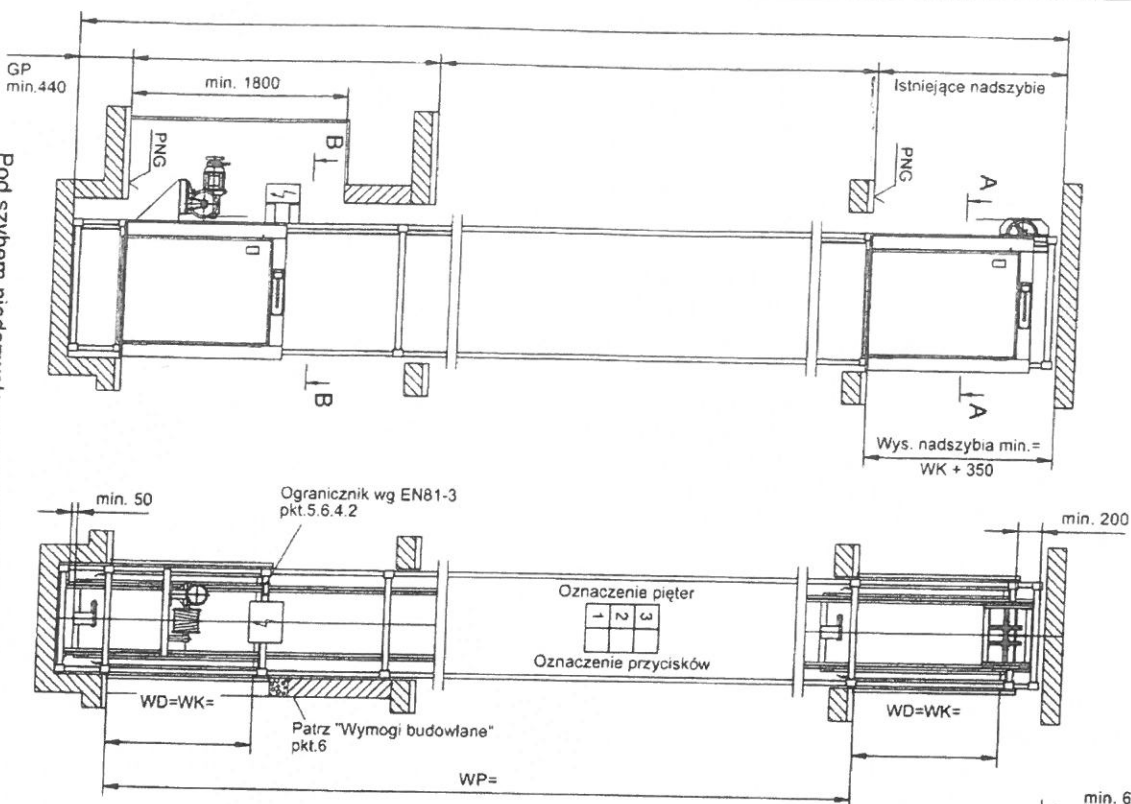 GP
min.440
min. 1800
Istniejące nadszybie
PNG
B
PNG
A
B
A
Wys. nadszybia min.=
WK + 350
min. 50
Ogranicznik wg EN81-3
pkt.5.6.4.2
min. 200
Oznaczenie pięter
1 2 3
Oznaczenie przycisków
WD=WK=
Patrz "Wymogi budowlane"
pkt.6
WD=WK=
WP=
min. 6
Pod szybem